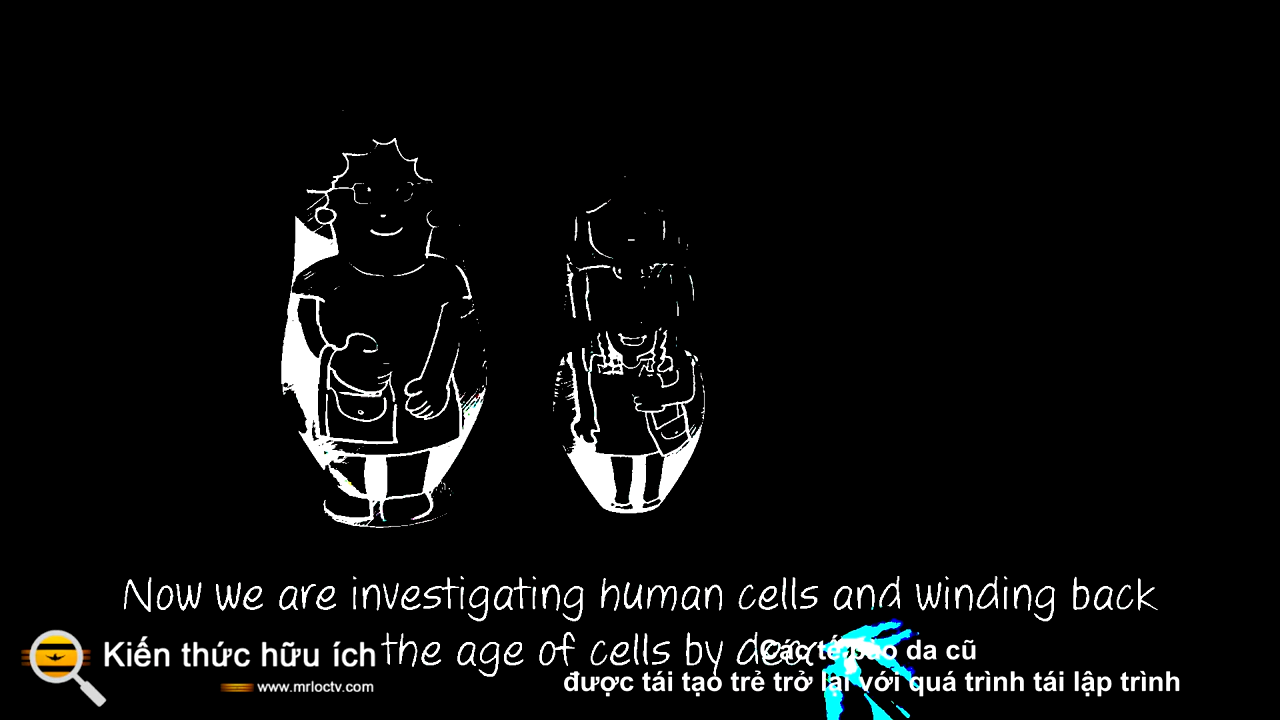 Now we are investigating human cells and winding back
the age of cells by
Kiến thức hữu ích
www.mrloctv.com
Các tế bào da cũ
được tái tạo trẻ trở lại với quá trình tái lập trình